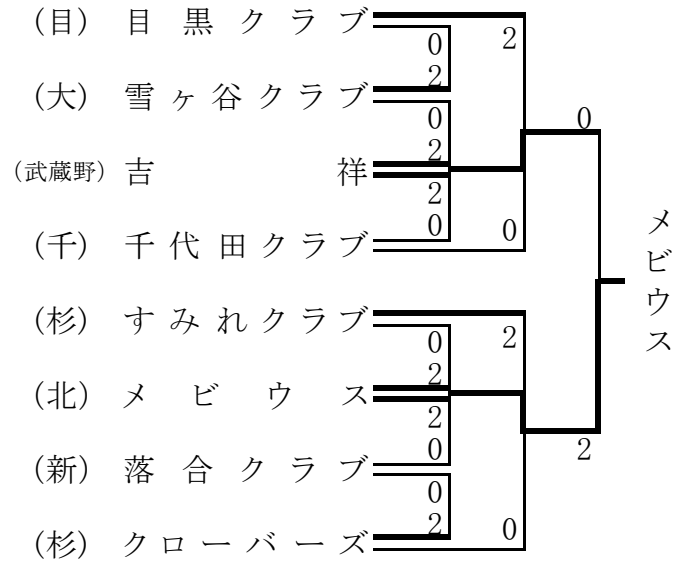 (目) 目黒クラブ
0
2
2
(大) 雪ヶ谷クラブ
0
0
2
(武蔵野) 吉祥
2
0
0
(千) 千代田クラブ
メビウス
(杉) すみれクラブ
0
2
2
(北) メビウス
2
0
2
(新) 落合クラブ
0
2
0
(杉) クローバーズ